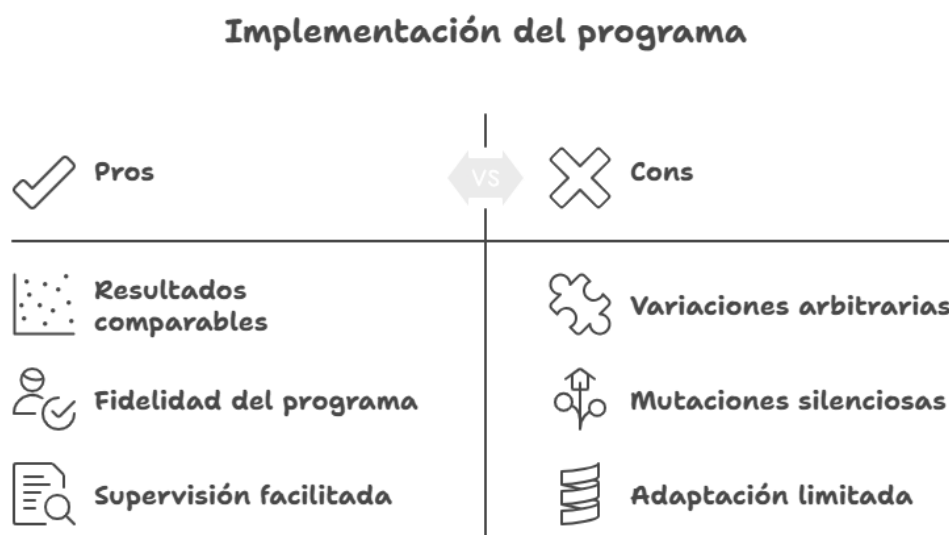 Implementación del programa
Pros
VS
Cons
Resultados
comparables
Variaciones arbitrarias
Fidelidad del programa
Mutaciones silenciosas
Supervisión facilitada
Adaptación limitada